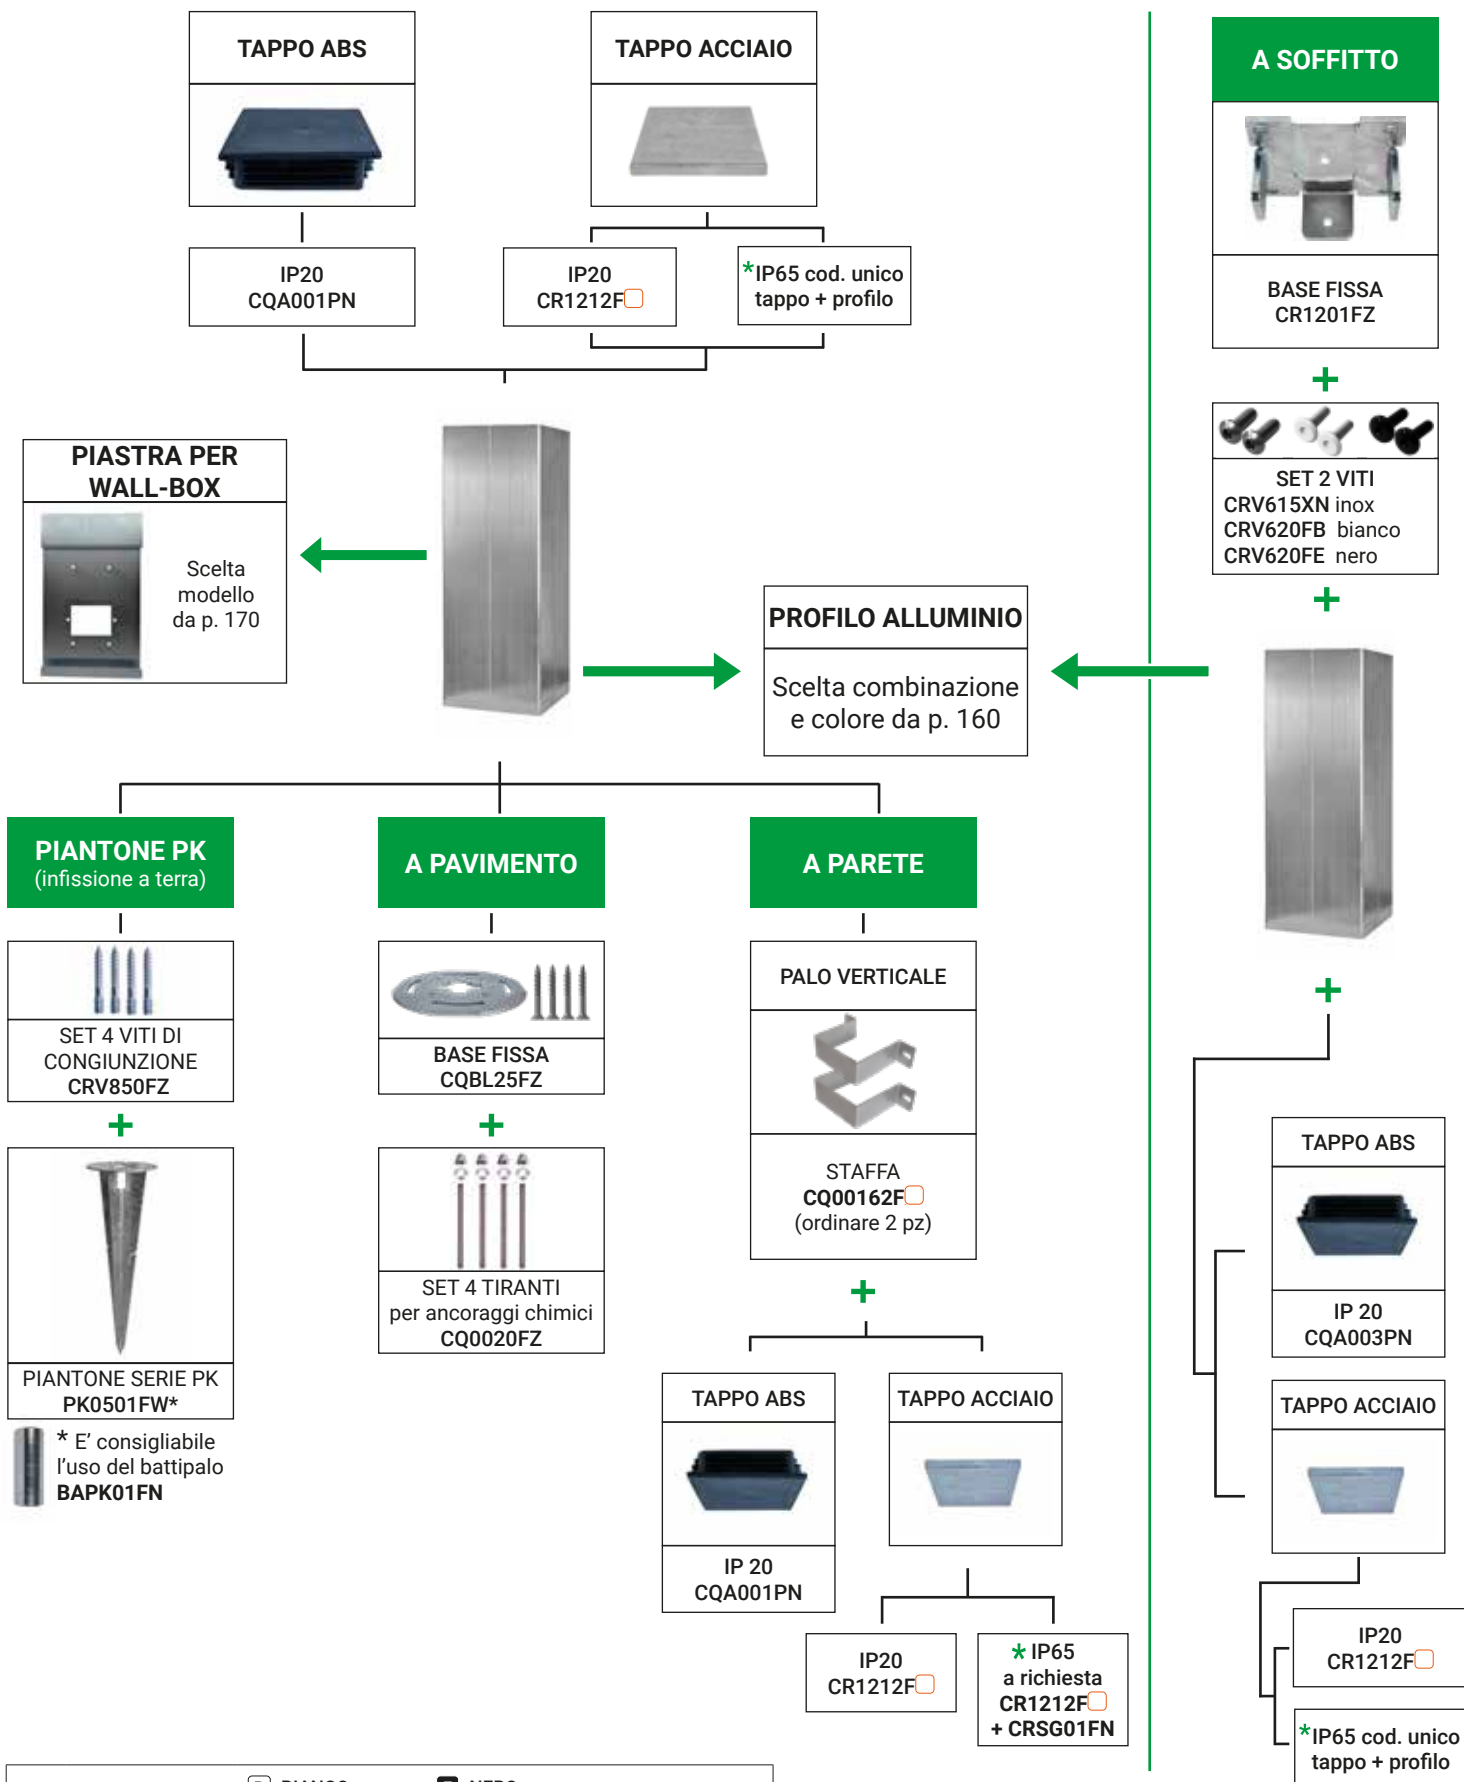 TAPPO ABS
IP20
CQA001PN
TAPPO ACCIAIO
IP20
CR1212F
*IP65 cod. unico
tappo + profilo
PIASTRA PER
WALL-BOX
Scelta
modello
da p. 170
PROFILO ALLUMINIO
Scelta combinazione
e colore da p. 160
PIANTONE PK
(infissione a terra)
SET 4 VITI DI
CONGIUNZIONE
CRV850FZ
+
PIANTONE SERIE PK
PK0501FW*
* E’ consigliabile
l’uso del battipalo
BAPK01FN
A PAVIMENTO
BASE FISSA
CQBL25FZ
+
SET 4 TIRANTI
per ancoraggi chimici
CQ0020FZ
A PARETE
PALO VERTICALE
STAFFA
CQ00162F
(ordinare 2 pz)
+
TAPPO ABS
IP 20
CQA001PN
TAPPO ACCIAIO
IP20
CR1212F
* IP65
a richiesta
CR1212F
+ CRSG01FN
A SOFFITTO
BASE FISSA
CR1201FZ
+
SET 2 VITI
CRV615XN inox
CRV620FB bianco
CRV620FE nero
+
+
TAPPO ABS
IP 20
CQA003PN
TAPPO ACCIAIO
IP20
CR1212F
*IP65 cod. unico
tappo + profilo